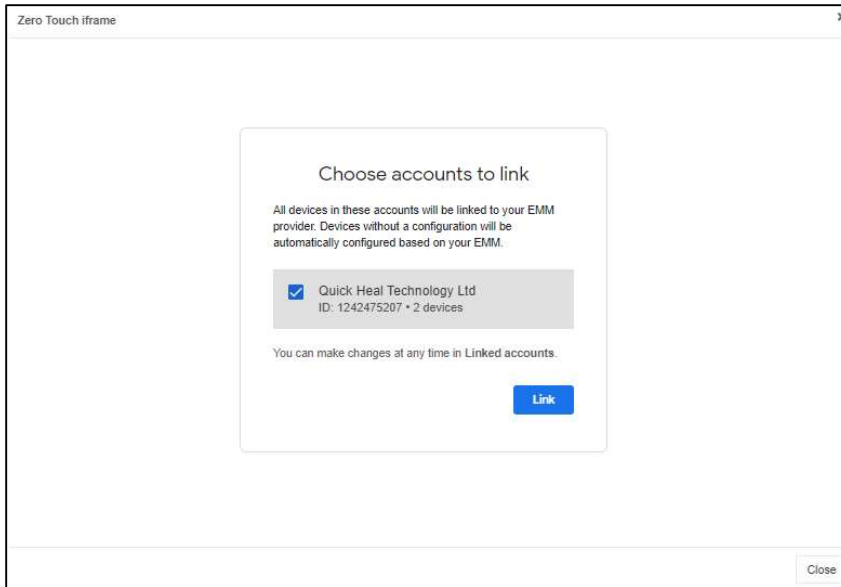 Zero Touch iframe
Choose accounts to link
All devices in these accounts will be linked to your EMM
provider. Devices without a configuration will be
automatically configured based on your EMM.
Quick Heal Technology Ltd
ID: 1242475207 • 2 devices
You can make changes at any time in Linked accounts.
Link
Close